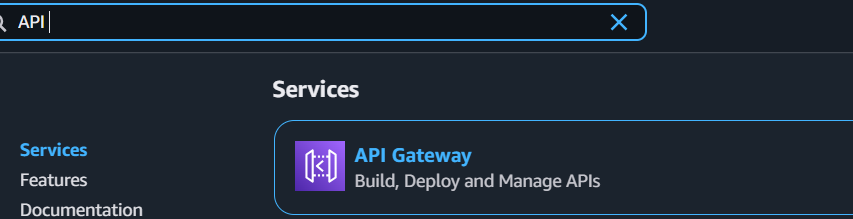 API
Services
Services
Features
Documentation
API Gateway
Build, Deploy and Manage APIs